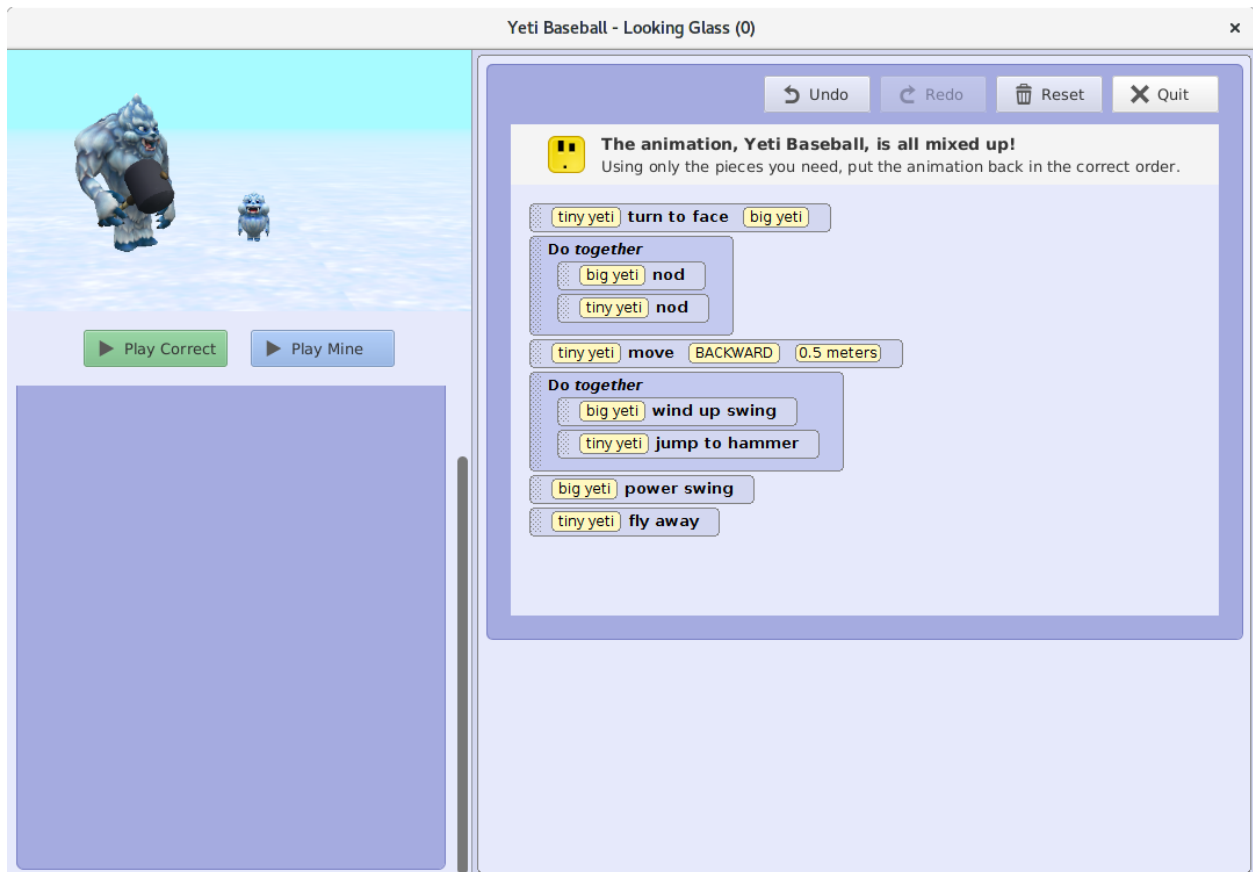 Yeti Baseball - Looking Glass (0)
×
Undo Redo Reset Quit
The animation, Yeti Baseball, is all mixed up!
Using only the pieces you need, put the animation back in the correct order.
tiny yeti turn to face big yeti
Do together
big yeti nod
tiny yeti nod
Play Correct Play Mine
tiny yeti move BACKWARD 0.5 meters
Do together
big yeti wind up swing
tiny yeti jump to hammer
big yeti power swing
tiny yeti fly away